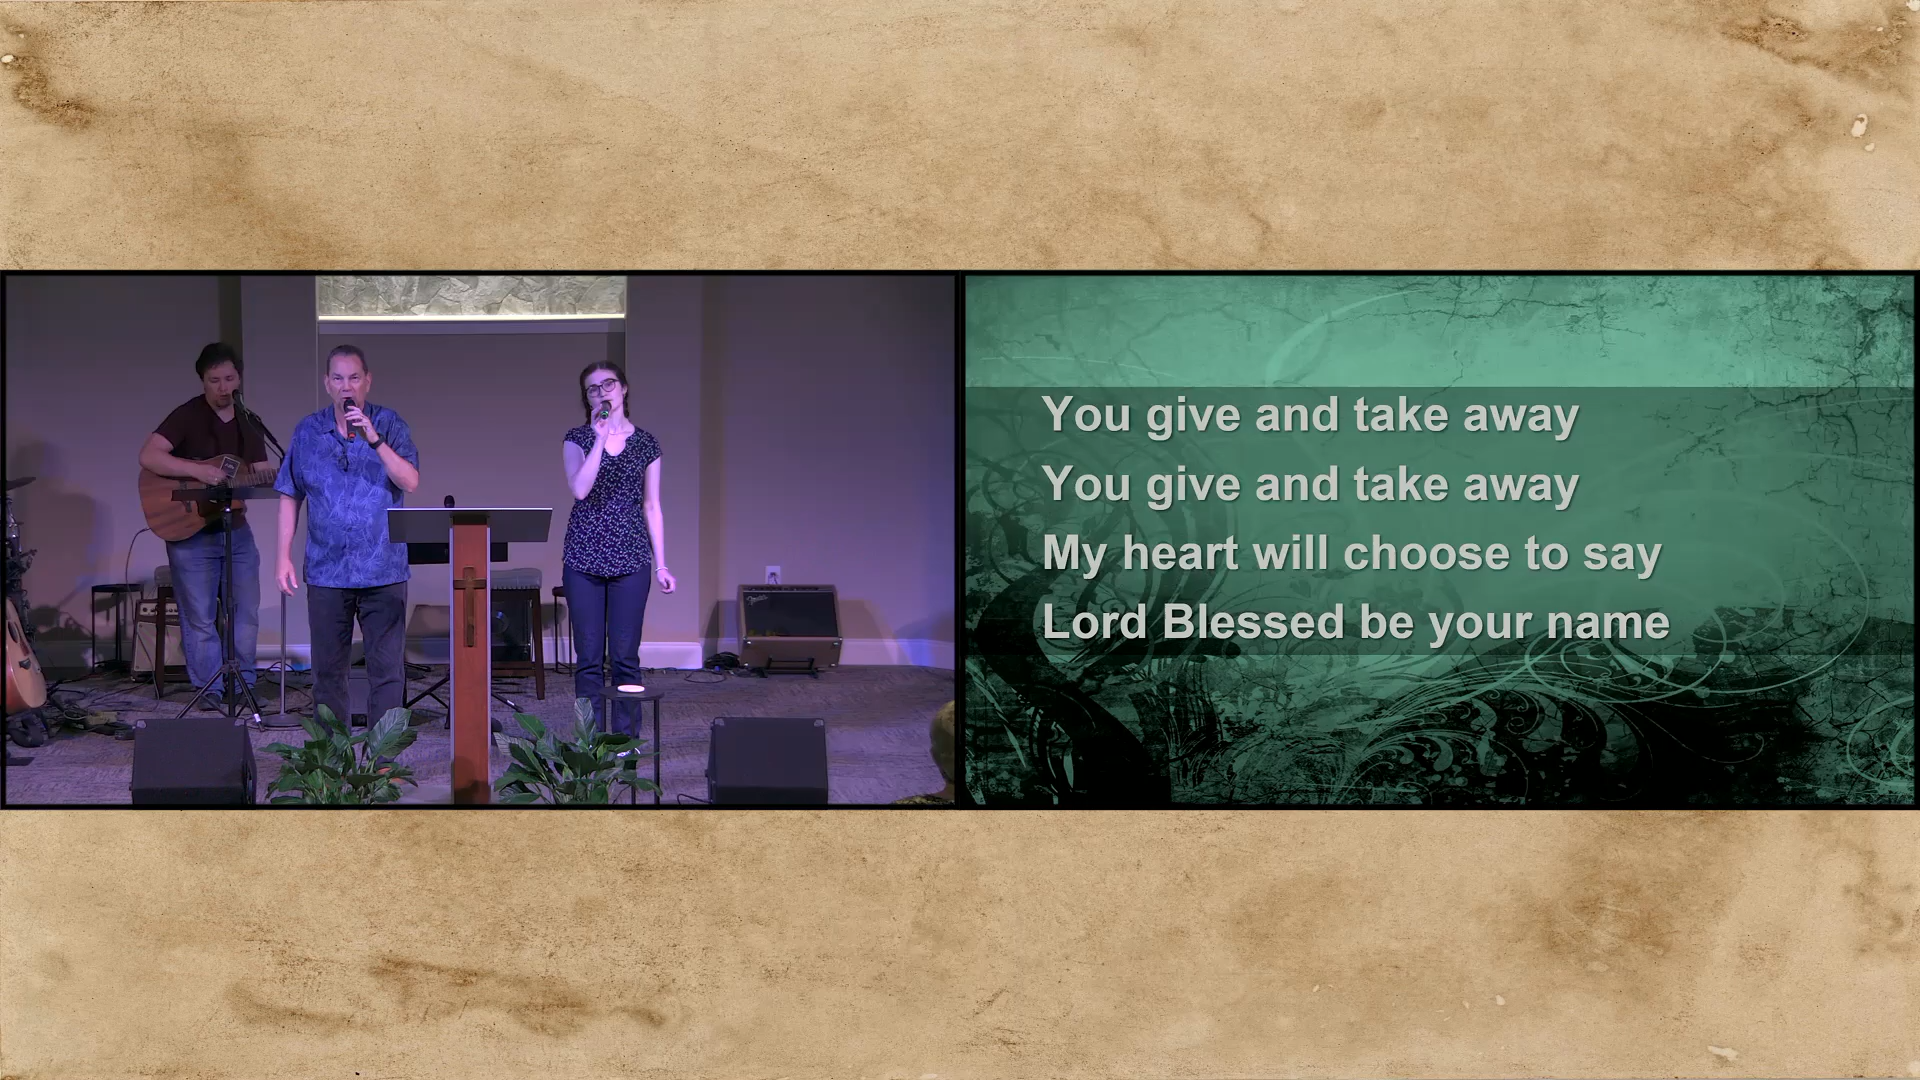 You give and take away
You give and take away
My heart will choose to say
Lord Blessed be your name
Fender